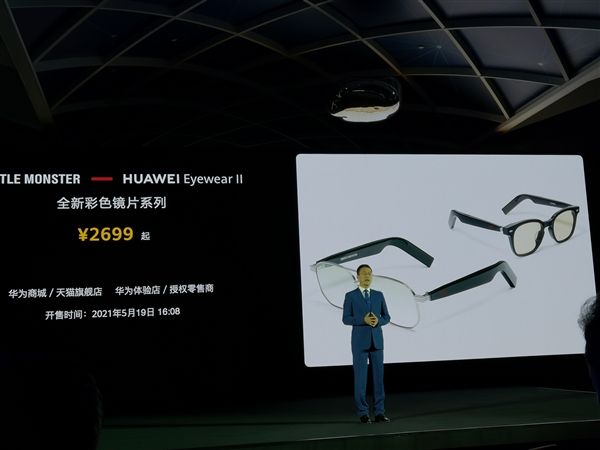 TLE MONSTER — HUAWEI Eyewear II
全新彩色镜片系列
¥2699 起
华为商城 / 天猫旗舰店 华为体验店 / 授权零售商
开售时间：2021年5月19日 16:08